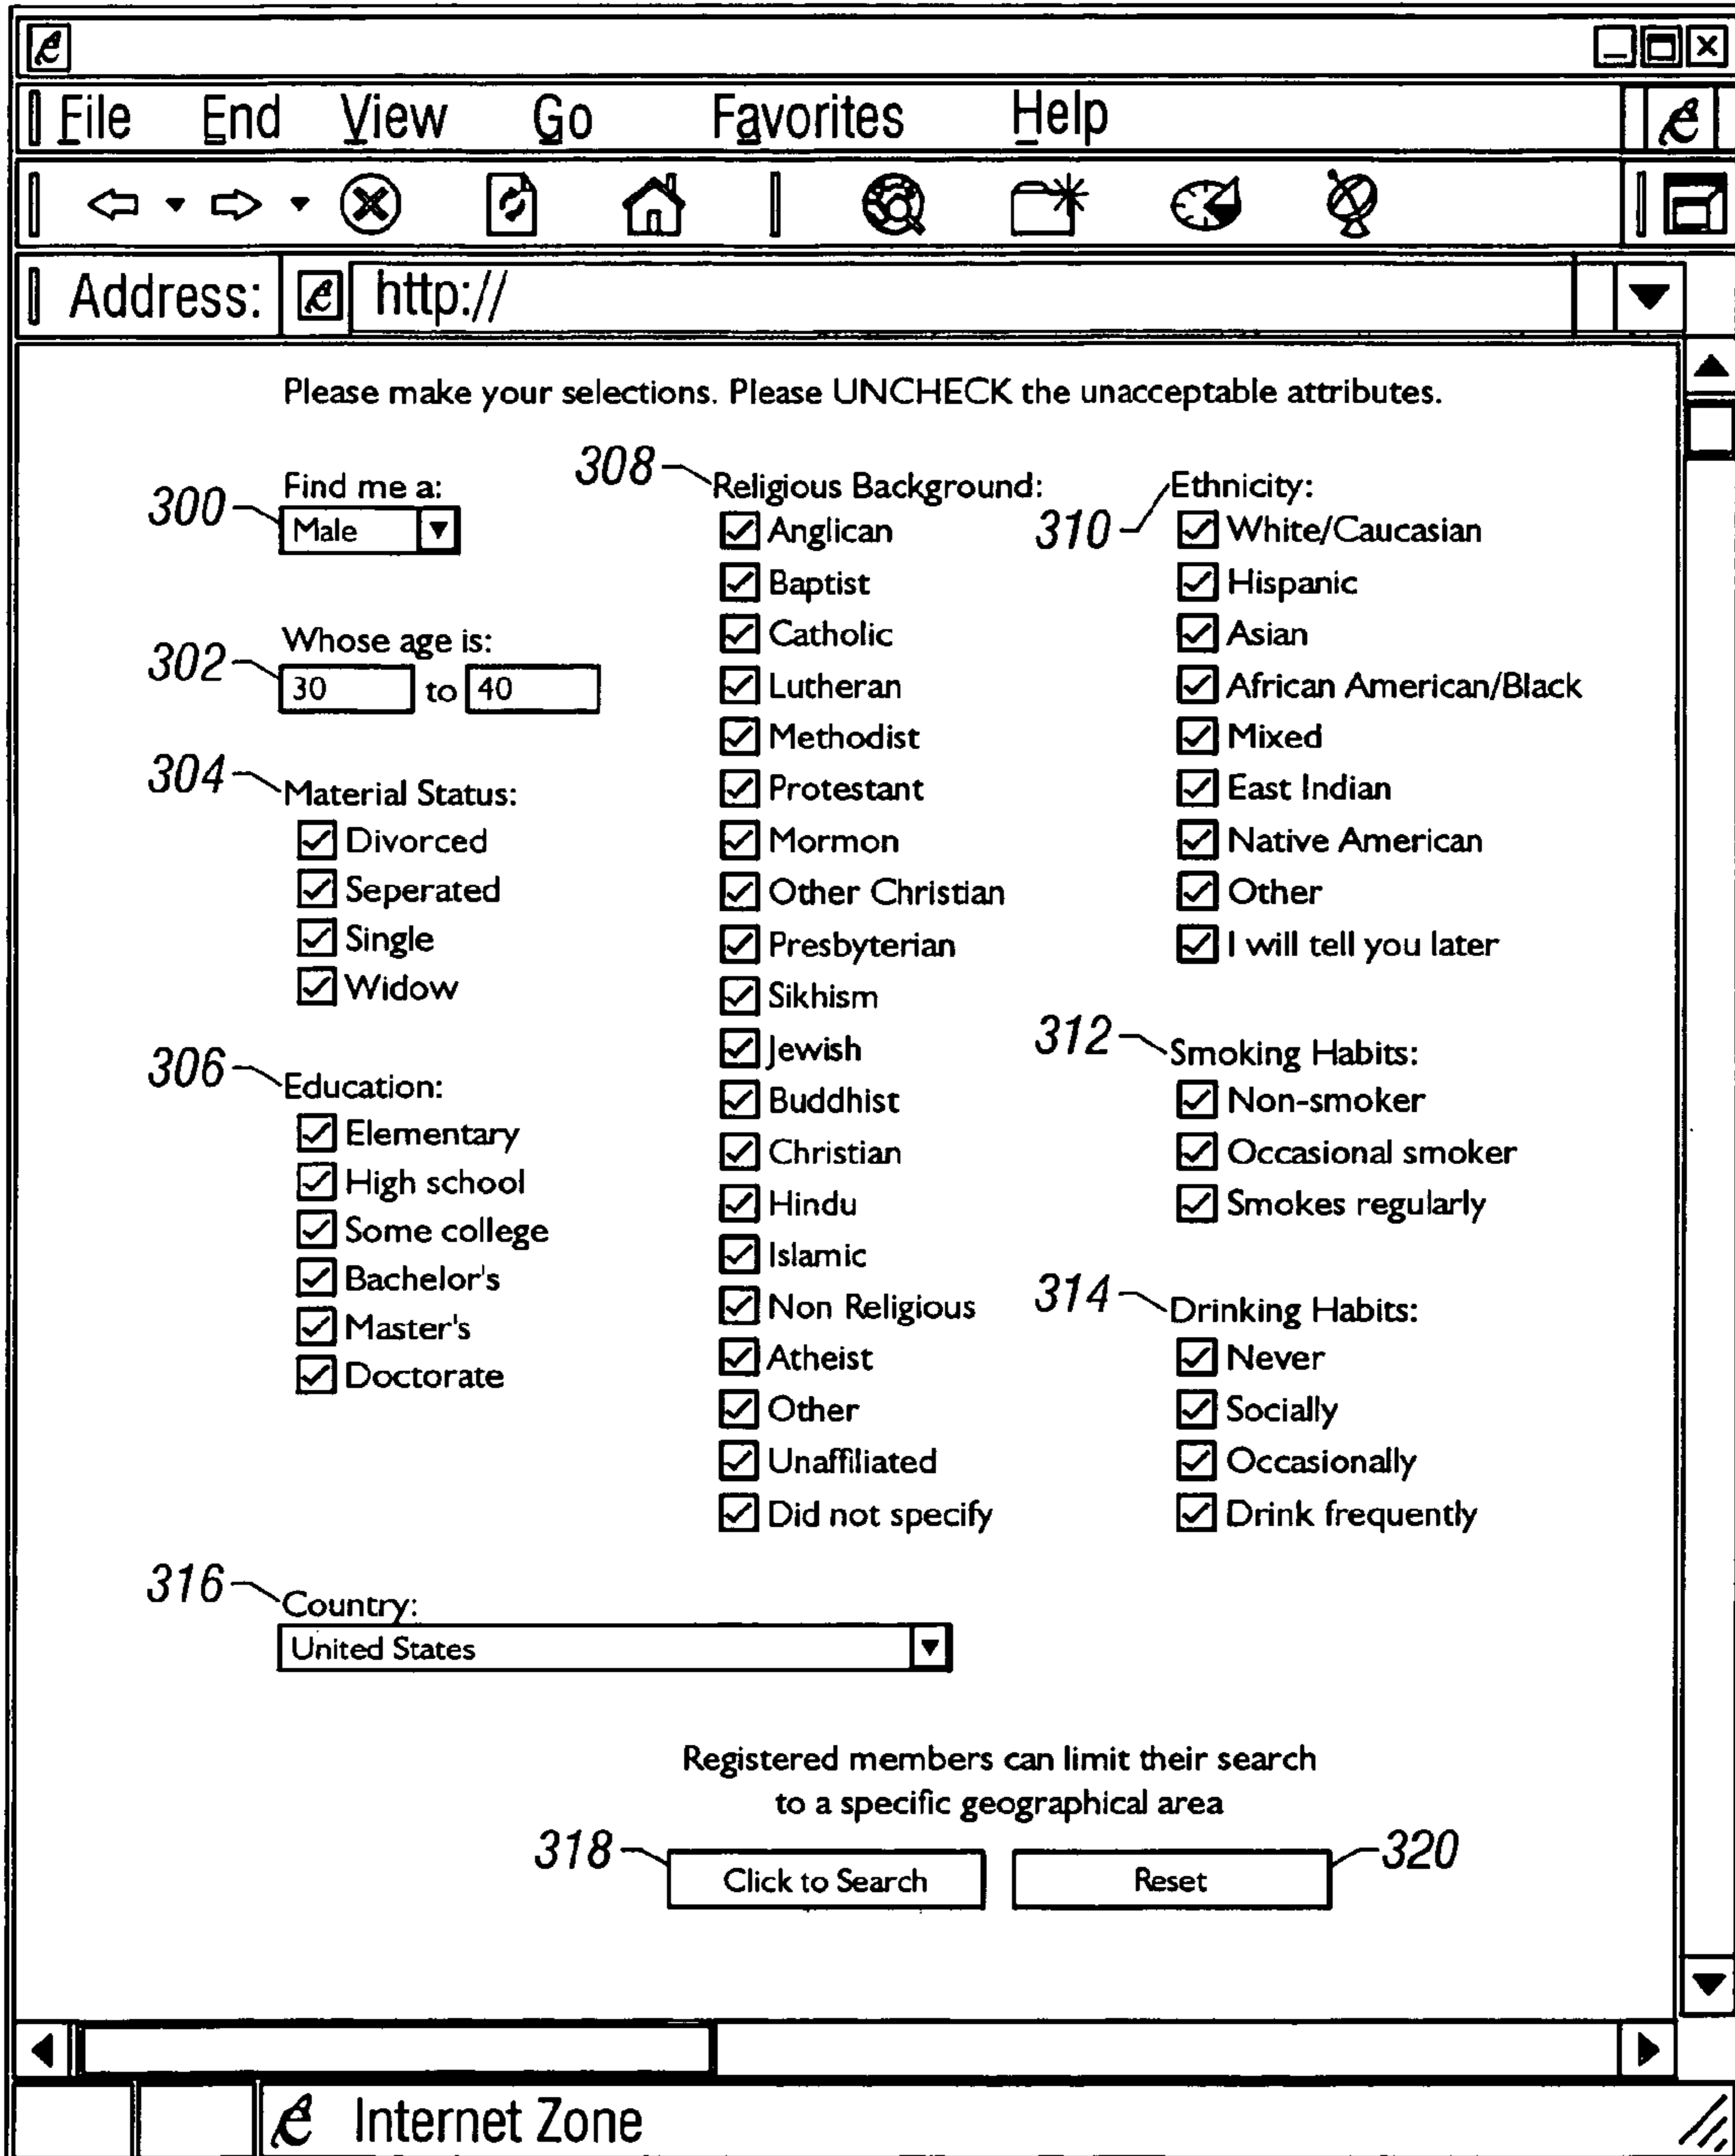 File End View Go Favorites Help
Address: http://
Please make your selections. Please UNCHECK the unacceptable attributes.
300
Find me a:
Male
302
Whose age is:
30 to 40
304
Material Status:
Divorced
Seperated
Single
Widow
306
Education:
Elementary
High school
Some college
Bachelor's
Master's
Doctorate
308
Religious Background:
Anglican
Baptist
Catholic
Lutheran
Methodist
Protestant
Mormon
Other Christian
Presbyterian
Sikhism
Jewish
Buddhist
Christian
Hindu
Islamic
Non Religious
Atheist
Other
Unaffiliated
Did not specify
310
Ethnicity:
White/Caucasian
Hispanic
Asian
African American/Black
Mixed
East Indian
Native American
Other
I will tell you later
312
Smoking Habits:
Non-smoker
Occasional smoker
Smokes regularly
314
Drinking Habits:
Never
Socially
Occasionally
Drink frequently
316
Country:
United States
Registered members can limit their search
to a specific geographical area
318
Click to Search
Reset
320
Internet Zone